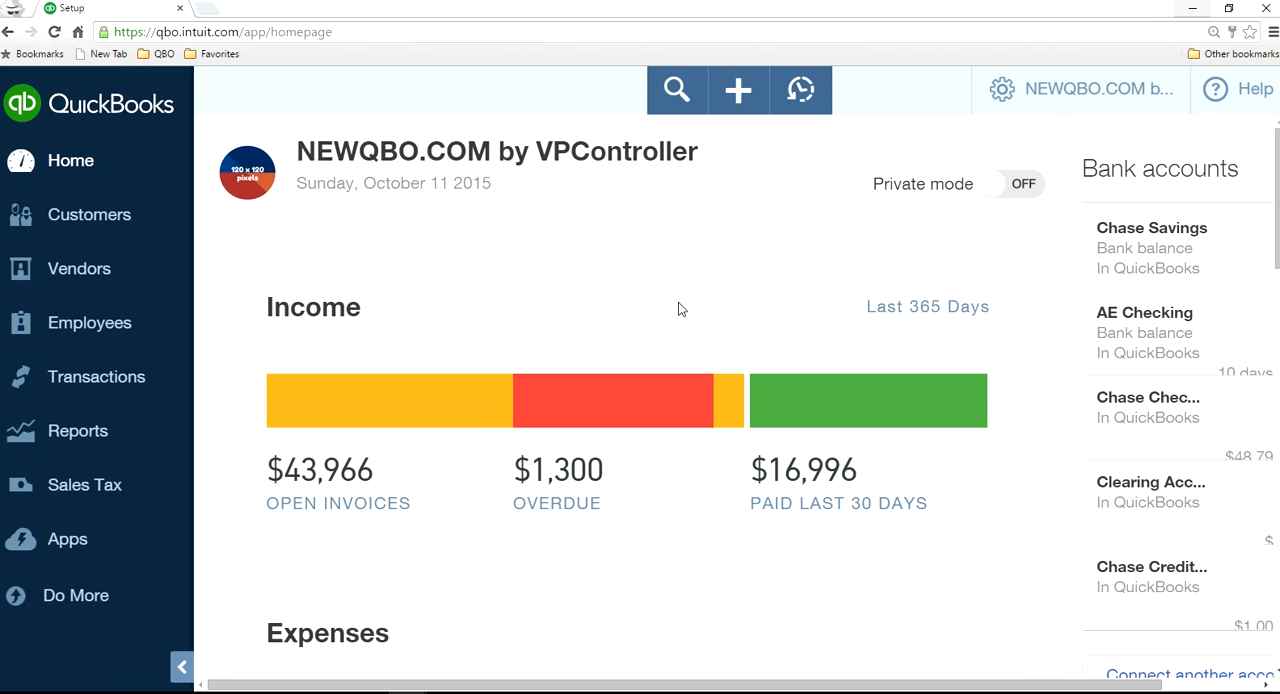 Setup
https://qbo.intuit.com/app/homepage
Bookmarks New Tab QBO Favorites Other bookmarks
qb QuickBooks
NEWQBO.COM b... Help
Home
Customers
Vendors
Employees
Transactions
Reports
Sales Tax
Apps
Do More
120 x 120
pixels
NEWQBO.COM by VPController
Sunday, October 11 2015
Private mode OFF
Income
Last 365 Days
$43,966
OPEN INVOICES
$1,300
OVERDUE
$16,996
PAID LAST 30 DAYS
Expenses
Bank accounts
Chase Savings
Bank balance
In QuickBooks
AE Checking
Bank balance
In QuickBooks
10 days
Chase Chec...
In QuickBooks
$48.79
Clearing Acc...
In QuickBooks
$
Chase Credit...
In QuickBooks
$1.00
Connect another acco